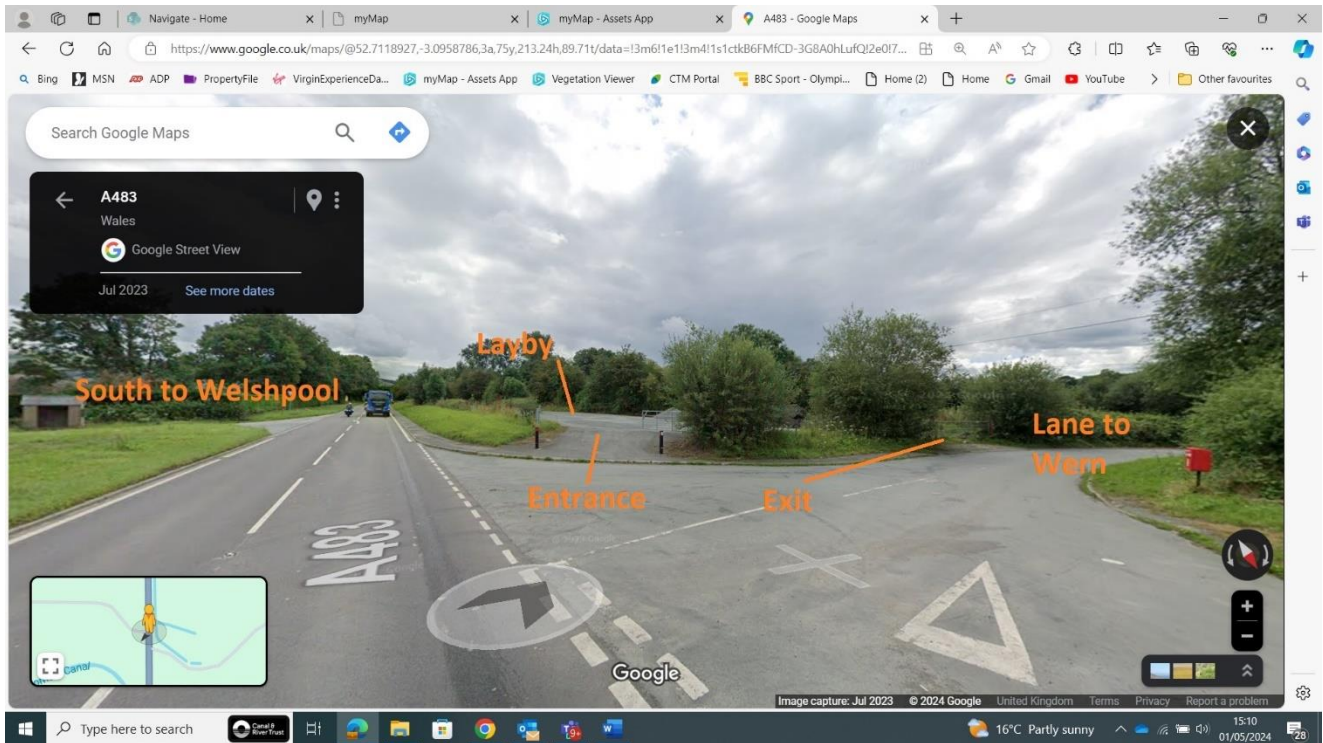 Navigate - Home
myMap
myMap - Assets App
A483 - Google Maps
https://www.google.co.uk/maps/@52.7118927,-3.0958786,3a,75y,213.24h,89.71t/data=!3m6!1e1!3m4!1s1ctkB6FMfCD-3G8A0hLufQ!2e0!7...
Bing
MSN
ADP
PropertyFile
VirginExperienceDa...
myMap - Assets App
Vegetation Viewer
CTM Portal
BBC Sport - Olympi...
Home (2)
Home
Gmail
YouTube
Other favourites
Search Google Maps
A483
Wales
Google Street View
Jul 2023 See more dates
Layby
South to Welshpool
Lane to
Wern
Entrance
Exit
A483
Canal
Google
Image capture: Jul 2023 © 2024 Google United Kingdom Terms Privacy Report a problem
Type here to search
Canal &
River Trust
16°C Partly sunny
15:10
01/05/2024
28